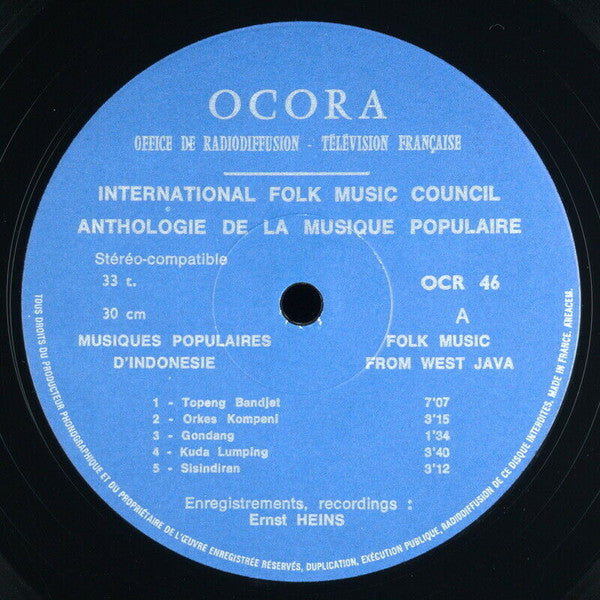 OCORA
OFFICE DE RADIODIFFUSION - TÉLÉVISION FRANÇAISE
INTERNATIONAL FOLK MUSIC COUNCIL
ANTHOLOGIE DE LA MUSIQUE POPULAIRE
Stéréo-compatible
33 t. OCR 46
30 cm A
MUSIQUES POPULAIRES FOLK MUSIC
D'INDONESIE FROM WEST JAVA
1 - Topeng Bandjet 7'07
2 - Orkes Kompeni 3'15
3 - Gondang 1'34
4 - Kuda Lumping 3'40
5 - Sisindiran 3'12
Enregistrements, recordings :
Ernst HEINS
TOUS DROITS DU PRODUCTEUR PHONOGRAPHIQUE ET DU PROPRIÉTAIRE DE L'ŒUVRE ENREGISTRÉE RÉSERVÉS, DUPLICATION, EXÉCUTION PUBLIQUE, RADIODIFFUSION DE CE DISQUE INTERDITES, MADE IN FRANCE, AREACEM.